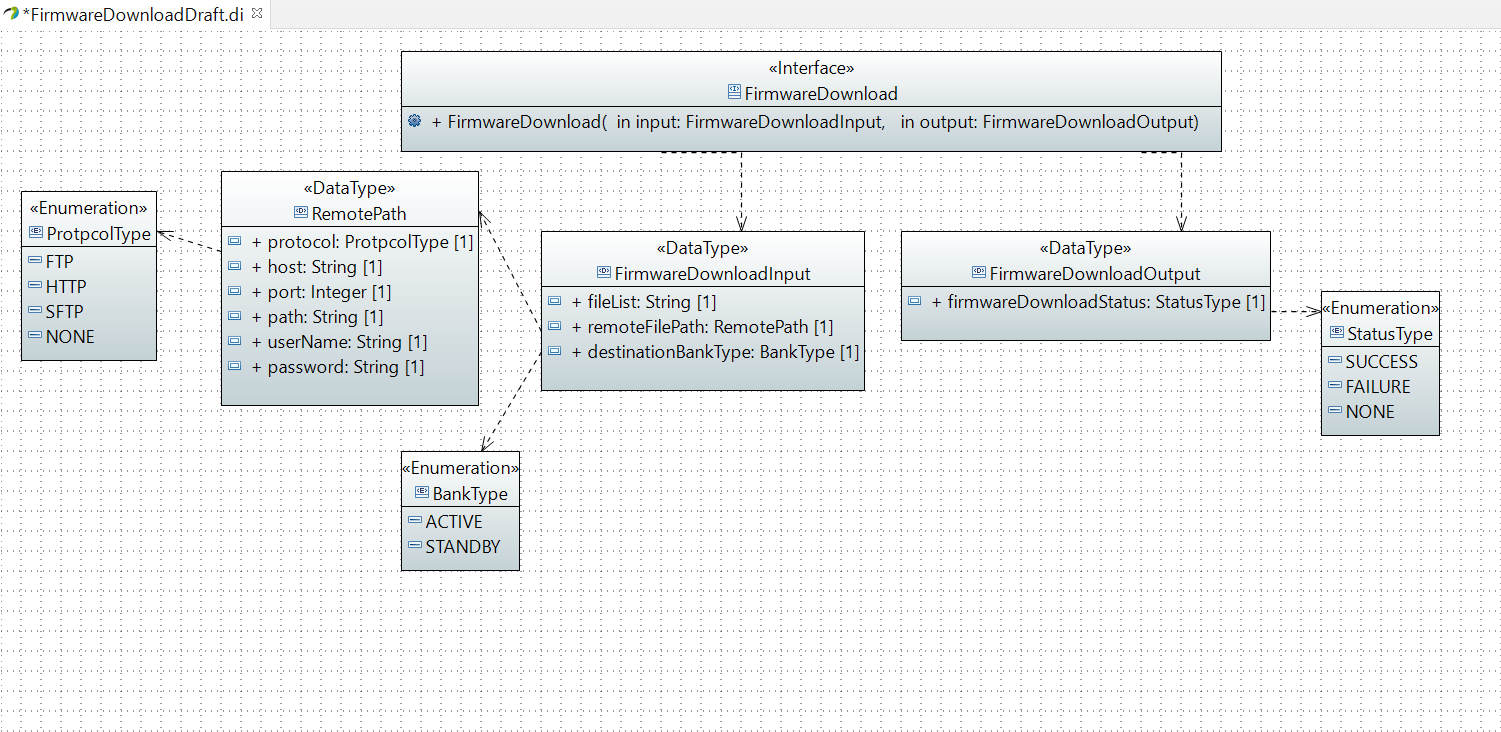 *FirmwareDownloadDraft.di
«Interface»
FirmwareDownload
+ FirmwareDownload( in input: FirmwareDownloadInput, in output: FirmwareDownloadOutput)
«Enumeration»
ProtpcolType
FTP
HTTP
SFTP
NONE
«DataType»
RemotePath
+ protocol: ProtpcolType [1]
+ host: String [1]
+ port: Integer [1]
+ path: String [1]
+ userName: String [1]
+ password: String [1]
«DataType»
FirmwareDownloadInput
+ fileList: String [1]
+ remoteFilePath: RemotePath [1]
+ destinationBankType: BankType [1]
«DataType»
FirmwareDownloadOutput
+ firmwareDownloadStatus: StatusType [1]
«Enumeration»
StatusType
SUCCESS
FAILURE
NONE
«Enumeration»
BankType
ACTIVE
STANDBY